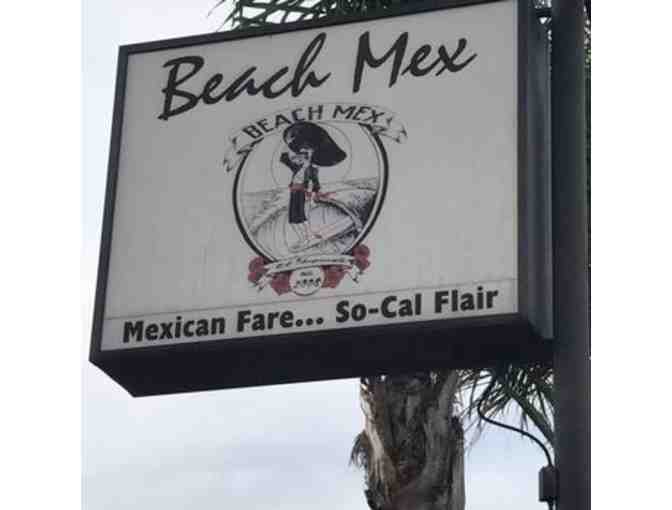 Beach Mex
BEACH MEX
Mexican Fare... So-Cal Flair